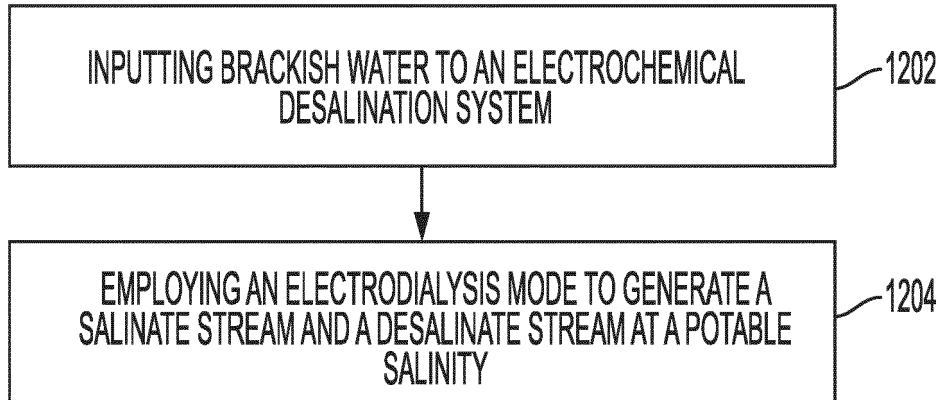 INPUTTING BRACKISH WATER TO AN ELECTROCHEMICAL
DESALINATION SYSTEM
1202
EMPLOYING AN ELECTRODIALYSIS MODE TO GENERATE A
SALINATE STREAM AND A DESALINATE STREAM AT A POTABLE
SALINITY
1204